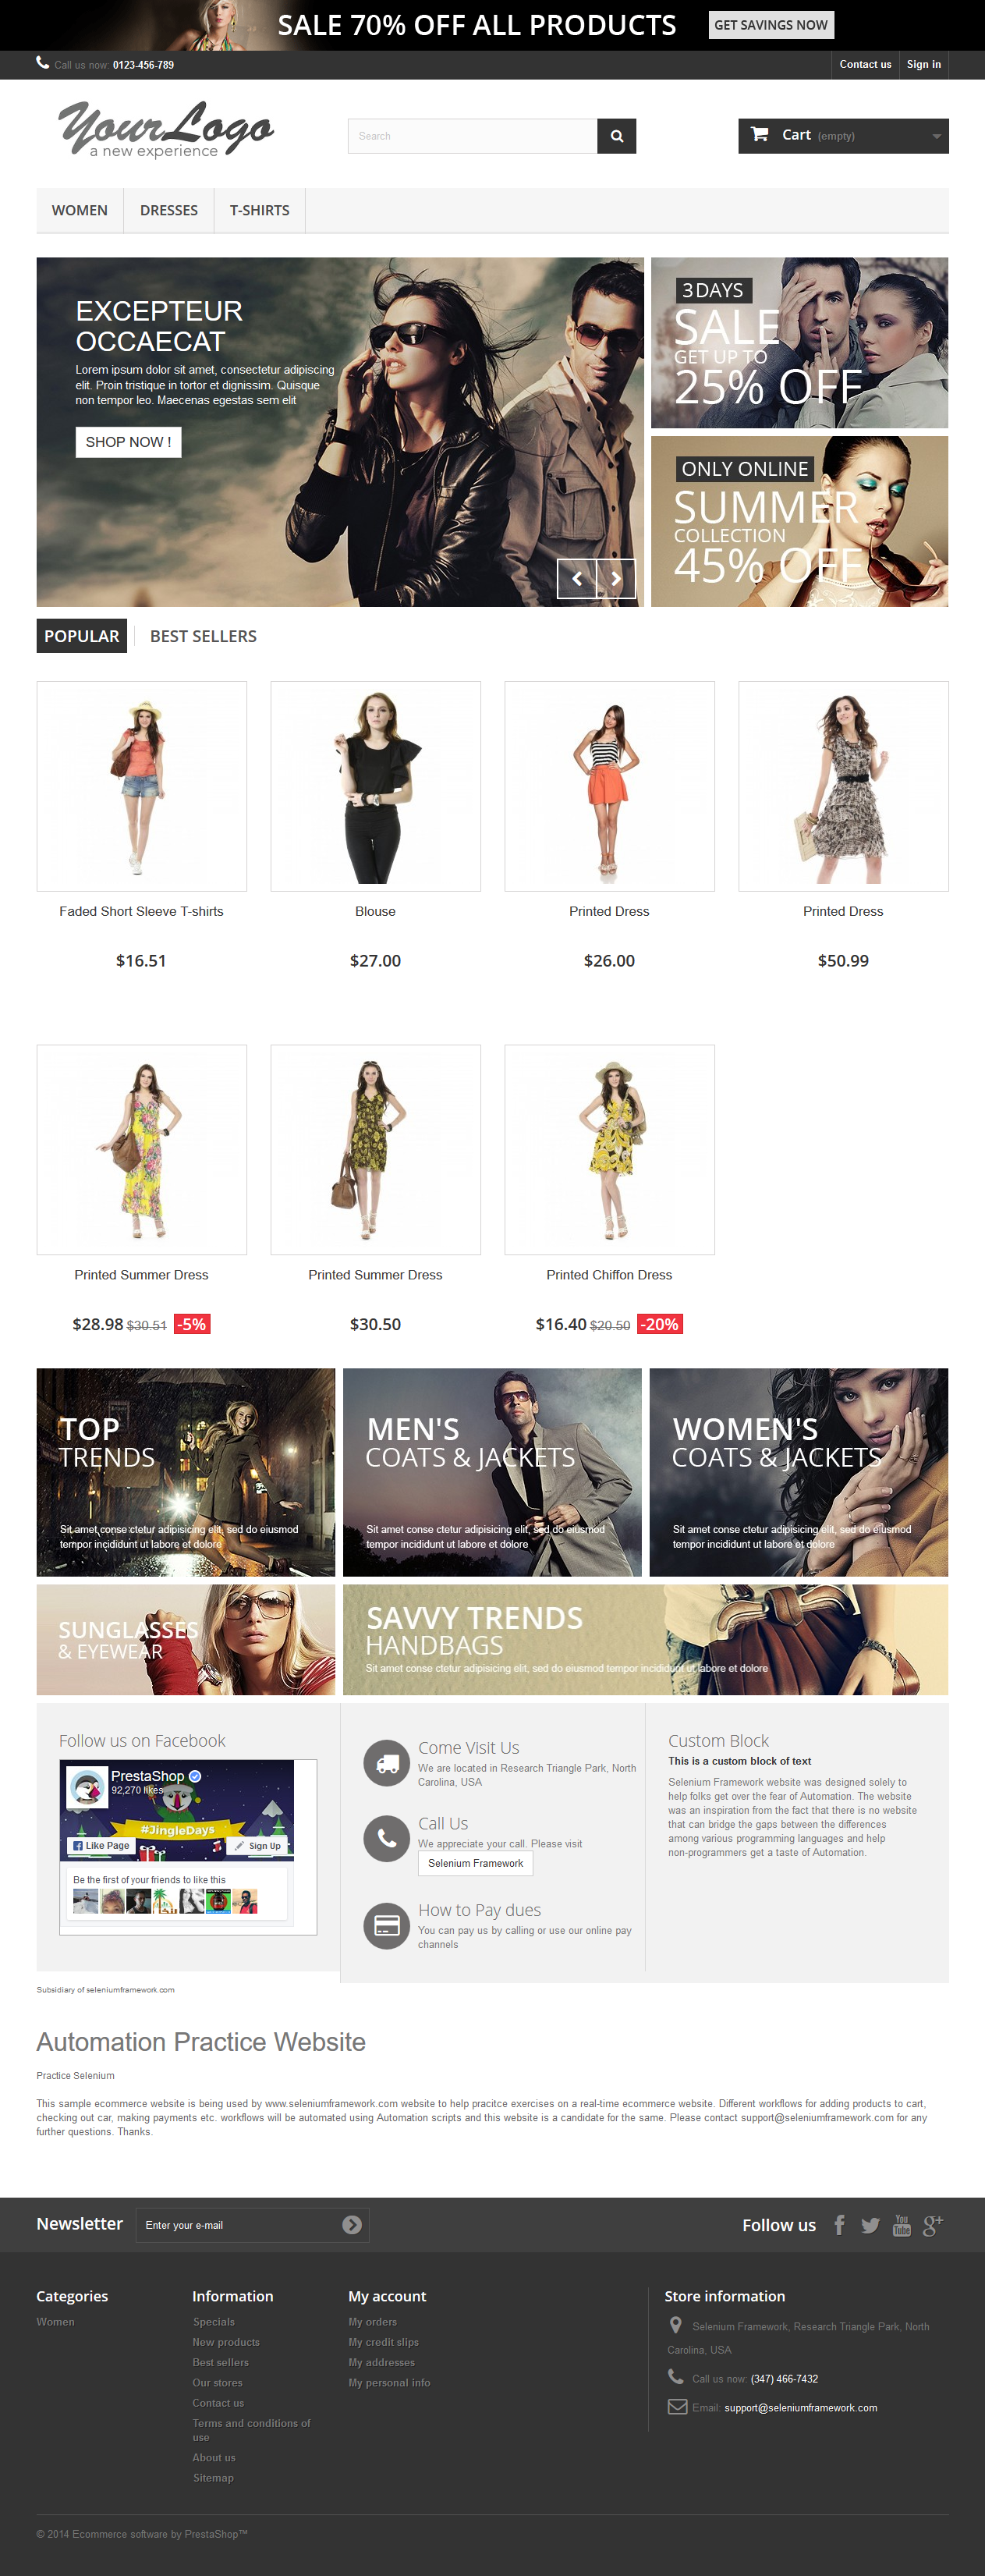 SALE 70% OFF ALL PRODUCTS
GET SAVINGS NOW
Call us now: 0123-456-789
Contact us
Sign in
YourLogo
a new experience
Search
Cart (empty)
WOMEN
DRESSES
T-SHIRTS
EXCEPTEUR
OCCAECAT
Lorem ipsum dolor sit amet, consectetur adipiscing
elit. Proin tristique in tortor et dignissim. Quisque
non tempor leo. Maecenas egestas sem elit
SHOP NOW !
3DAYS
SALE
GET UP TO
25% OFF
ONLY ONLINE
SUMMER
COLLECTION
45% OFF
POPULAR
BEST SELLERS
Faded Short Sleeve T-shirts
Blouse
Printed Dress
Printed Dress
$16.51
$27.00
$26.00
$50.99
Printed Summer Dress
Printed Summer Dress
Printed Chiffon Dress
$28.98 $30.51 -5%
$30.50
$16.40 $20.50 -20%
TOP
TRENDS
Sit amet conse ctetur adipisicing elit, sed do eiusmod
tempor incididunt ut labore et dolore
MEN'S
COATS & JACKETS
Sit amet conse ctetur adipisicing elit, sed do eiusmod
tempor incididunt ut labore et dolore
WOMEN'S
COATS & JACKETS
Sit amet conse ctetur adipisicing elit, sed do eiusmod
tempor incididunt ut labore et dolore
SUNGLASSES
& EYEWEAR
SAVVY TRENDS
HANDBAGS
Sit amet conse ctetur adipisicing elit, sed do eiusmod tempor incididunt ut labore et dolore
Follow us on Facebook
PrestaShop
92,270 likes
#JingleDays
Like Page
Sign Up
Be the first of your friends to like this
Come Visit Us
We are located in Research Triangle Park, North
Carolina, USA
Call Us
We appreciate your call. Please visit
Selenium Framework
How to Pay dues
You can pay us by calling or use our online pay
channels
Custom Block
This is a custom block of text
Selenium Framework website was designed solely to
help folks get over the fear of Automation. The website
was an inspiration from the fact that there is no website
that can bridge the gaps between the differences
among various programming languages and help
non-programmers get a taste of Automation.
Subsidiary of seleniumframework.com
Automation Practice Website
Practice Selenium
This sample ecommerce website is being used by www.seleniumframework.com website to help pracitce exercises on a real-time ecommerce website. Different workflows for adding products to cart,
checking out car, making payments etc. workflows will be automated using Automation scripts and this website is a candidate for the same. Please contact support@seleniumframework.com for any
further questions. Thanks.
Newsletter
Enter your e-mail
Follow us
You
Tube
Categories
Women
Information
Specials
New products
Best sellers
Our stores
Contact us
Terms and conditions of
use
About us
Sitemap
My account
My orders
My credit slips
My addresses
My personal info
Store information
Selenium Framework, Research Triangle Park, North
Carolina, USA
Call us now: (347) 466-7432
Email: support@seleniumframework.com
© 2014 Ecommerce software by PrestaShop™